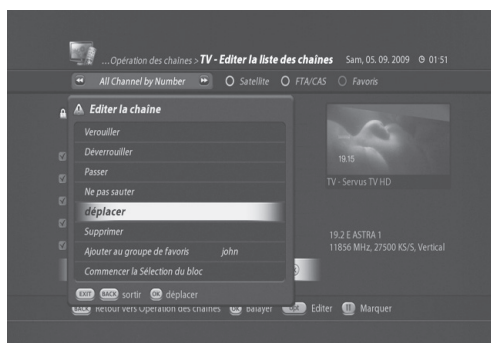 ...Opération des chaînes > TV - Editer la liste des chaînes Sam, 05. 09. 2009 01:51
All Channel by Number Satellite FTA/CAS Favoris
Editer la chaine
Verouiller
Déverrouiller
Passer
Ne pas sauter
déplacer
Supprimer
Ajouter au groupe de favoris john
Commencer la Sélection du bloc
EXIT BACK sortir OK déplacer
19.15
TV - Servus TV HD
19.2 E ASTRA 1
11856 MHz, 27500 KS/S, Vertical
BACK Retour vers Opération des chaînes OK Balayer opt Editer Marquer